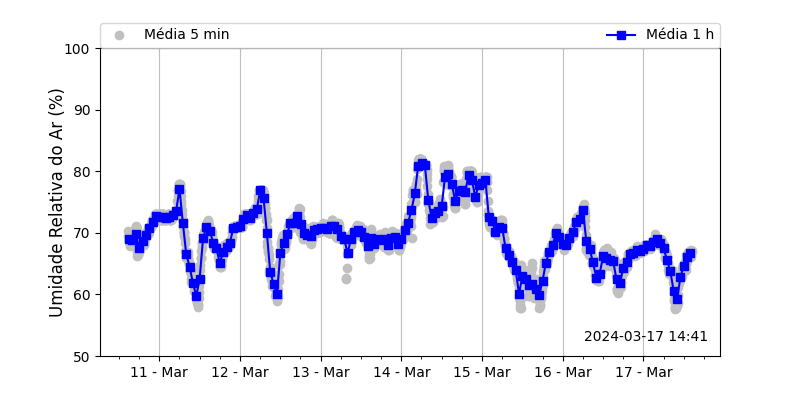 Média 5 min
Média 1 h
Umidade Relativa do Ar (%)
100
90
80
70
60
50
2024-03-17 14:41
11 - Mar
12 - Mar
13 - Mar
14 - Mar
15 - Mar
16 - Mar
17 - Mar